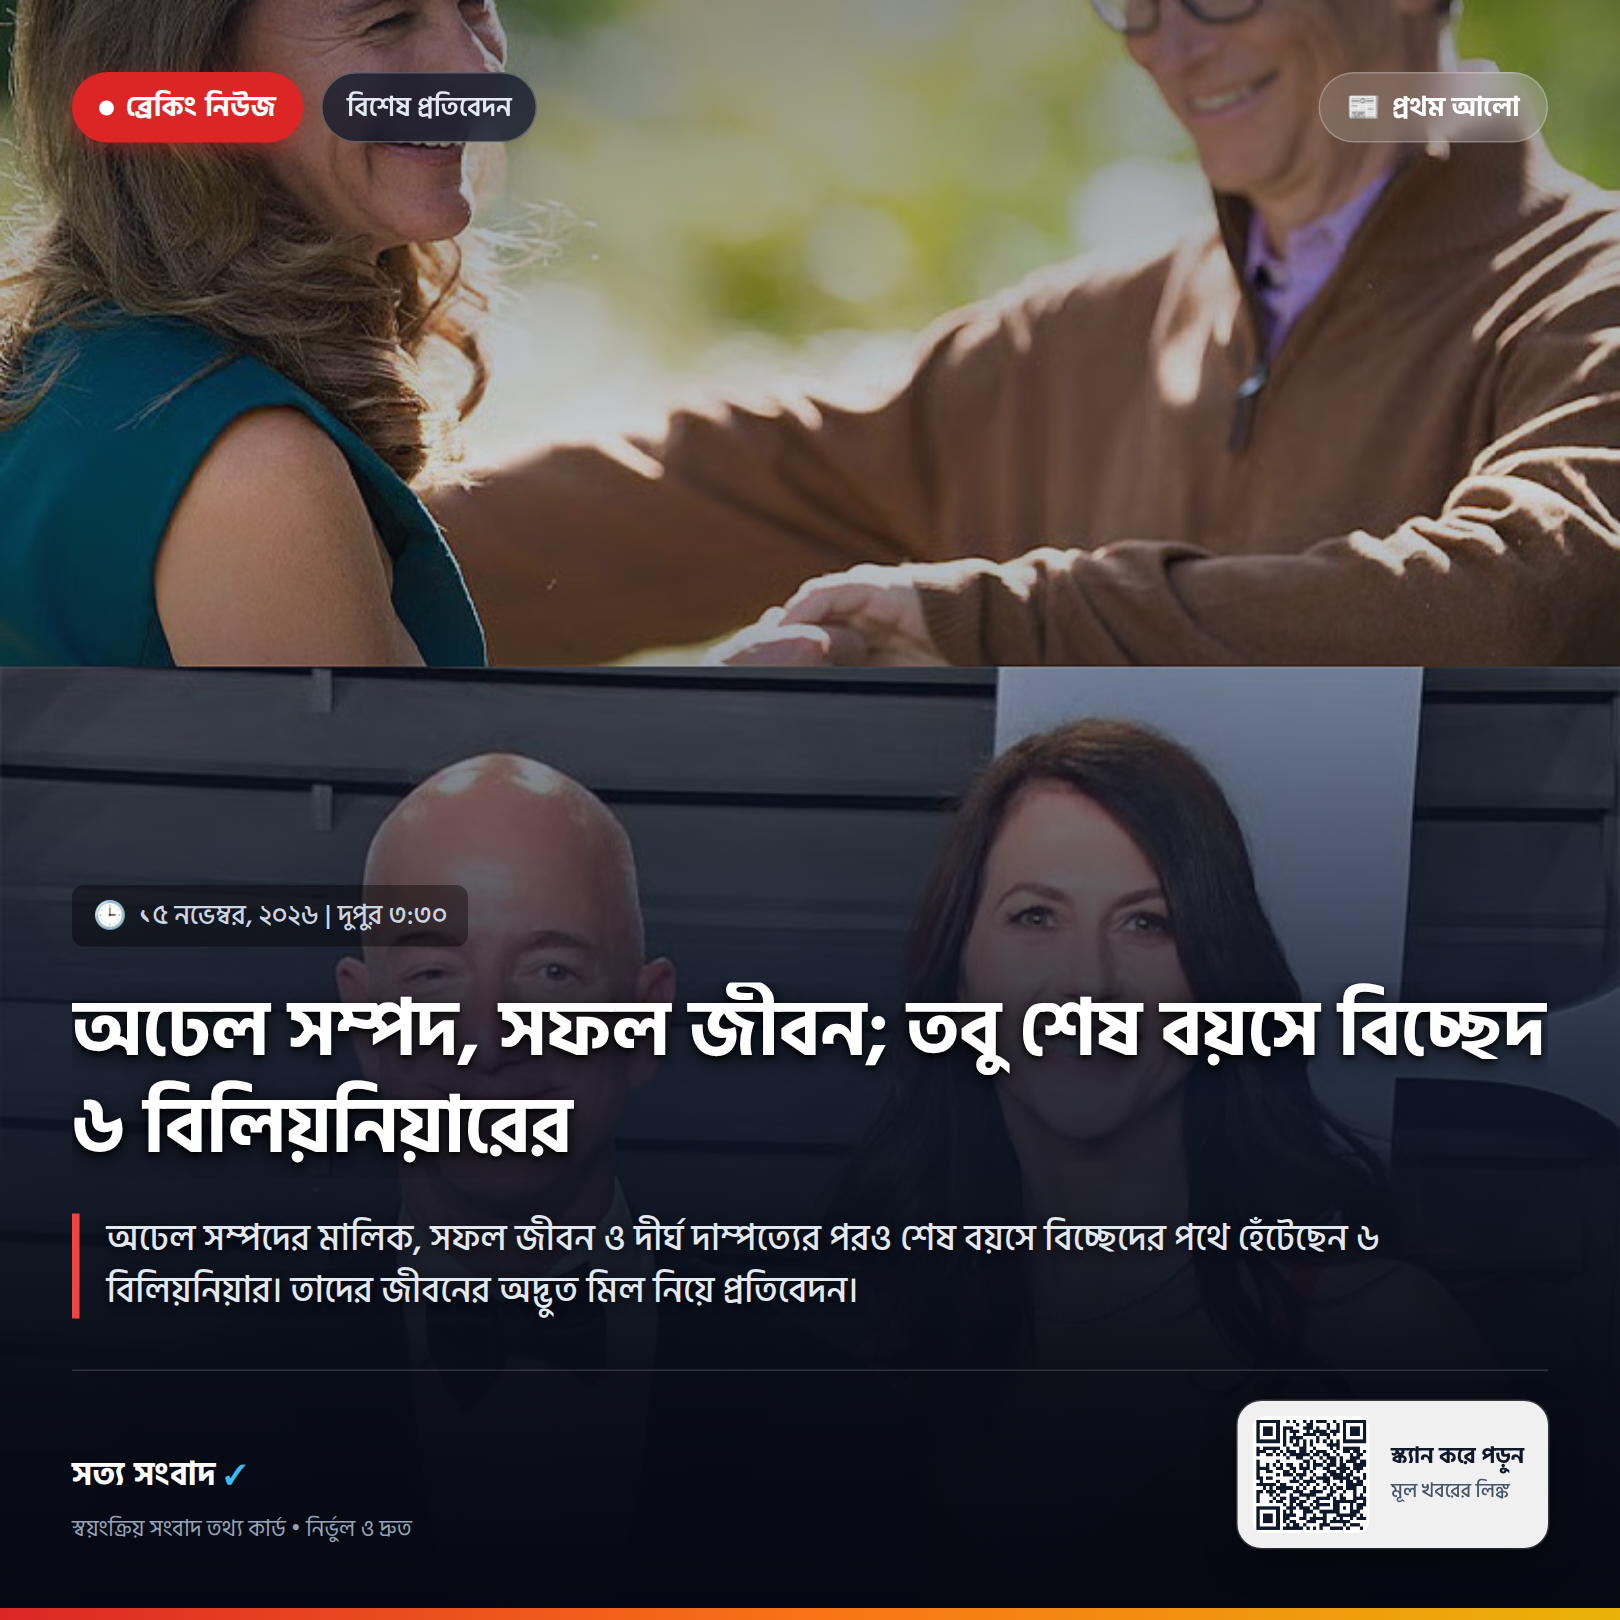 ব্রেকিং নিউজ
বিশেষ প্রতিবেদন
প্রথম আলো
১৫ নভেম্বর, ২০২৬ | দুপুর ৩:৩০
অঢেল সম্পদ, সফল জীবন; তবু শেষ বয়সে বিচ্ছেদ
৬ বিলিয়নিয়ারের
অঢেল সম্পদের মালিক, সফল জীবন ও দীর্ঘ দাম্পত্যের পরও শেষ বয়সে বিচ্ছেদের পথে হেঁটেছেন ৬
বিলিয়নিয়ার। তাদের জীবনের অদ্ভুত মিল নিয়ে প্রতিবেদন।
সত্য সংবাদ ✓
স্বয়ংক্রিয় সংবাদ তথ্য কার্ড • নির্ভুল ও দ্রুত
স্ক্যান করে পড়ুন
মূল খবরের লিঙ্ক